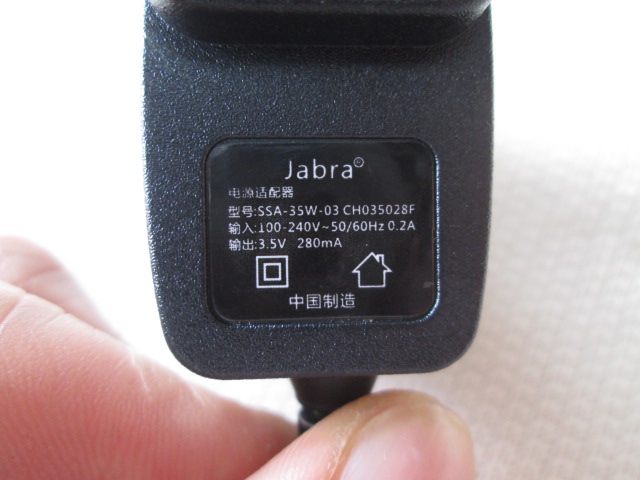 Jabra®
电源适配器
型号:SSA-35W-03 CH035028F
输入:100-240V~50/60Hz 0.2A
输出:3.5V 280mA
中国制造